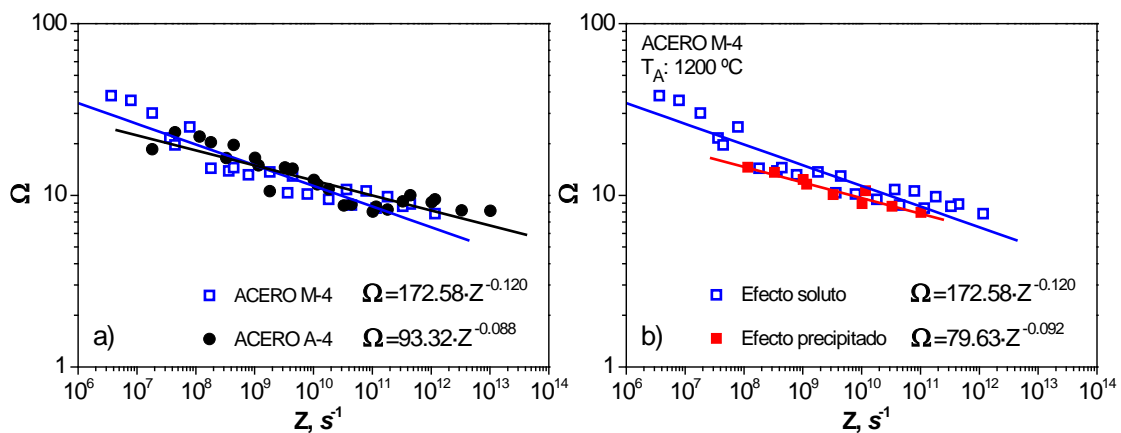 100
10
1
Ω
ACERO M-4 Ω=172.58·Z^-0.120
ACERO A-4 Ω=93.32·Z^-0.088
a)
10^6 10^7 10^8 10^9 10^10 10^11 10^12 10^13 10^14
Z, s^-1
ACERO M-4
T_A: 1200 ºC
100
10
1
Ω
Efecto soluto Ω=172.58·Z^-0.120
Efecto precipitado Ω=79.63·Z^-0.092
b)
10^6 10^7 10^8 10^9 10^10 10^11 10^12 10^13 10^14
Z, s^-1